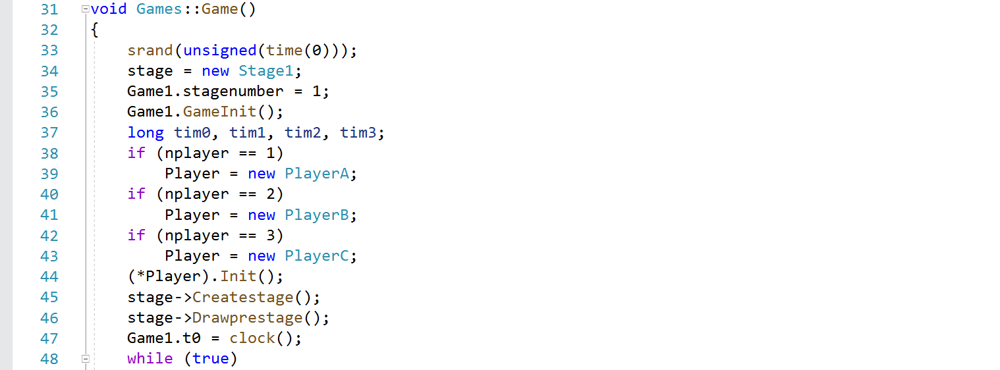 31 void Games::Game()
32 {
33 srand(unsigned(time(0)));
34 stage = new Stage1;
35 Game1.stagenumber = 1;
36 Game1.GameInit();
37 long tim0, tim1, tim2, tim3;
38 if (nplayer == 1)
39 Player = new PlayerA;
40 if (nplayer == 2)
41 Player = new PlayerB;
42 if (nplayer == 3)
43 Player = new PlayerC;
44 (*Player).Init();
45 stage->Createstage();
46 stage->Drawprestage();
47 Game1.t0 = clock();
48 while (true)